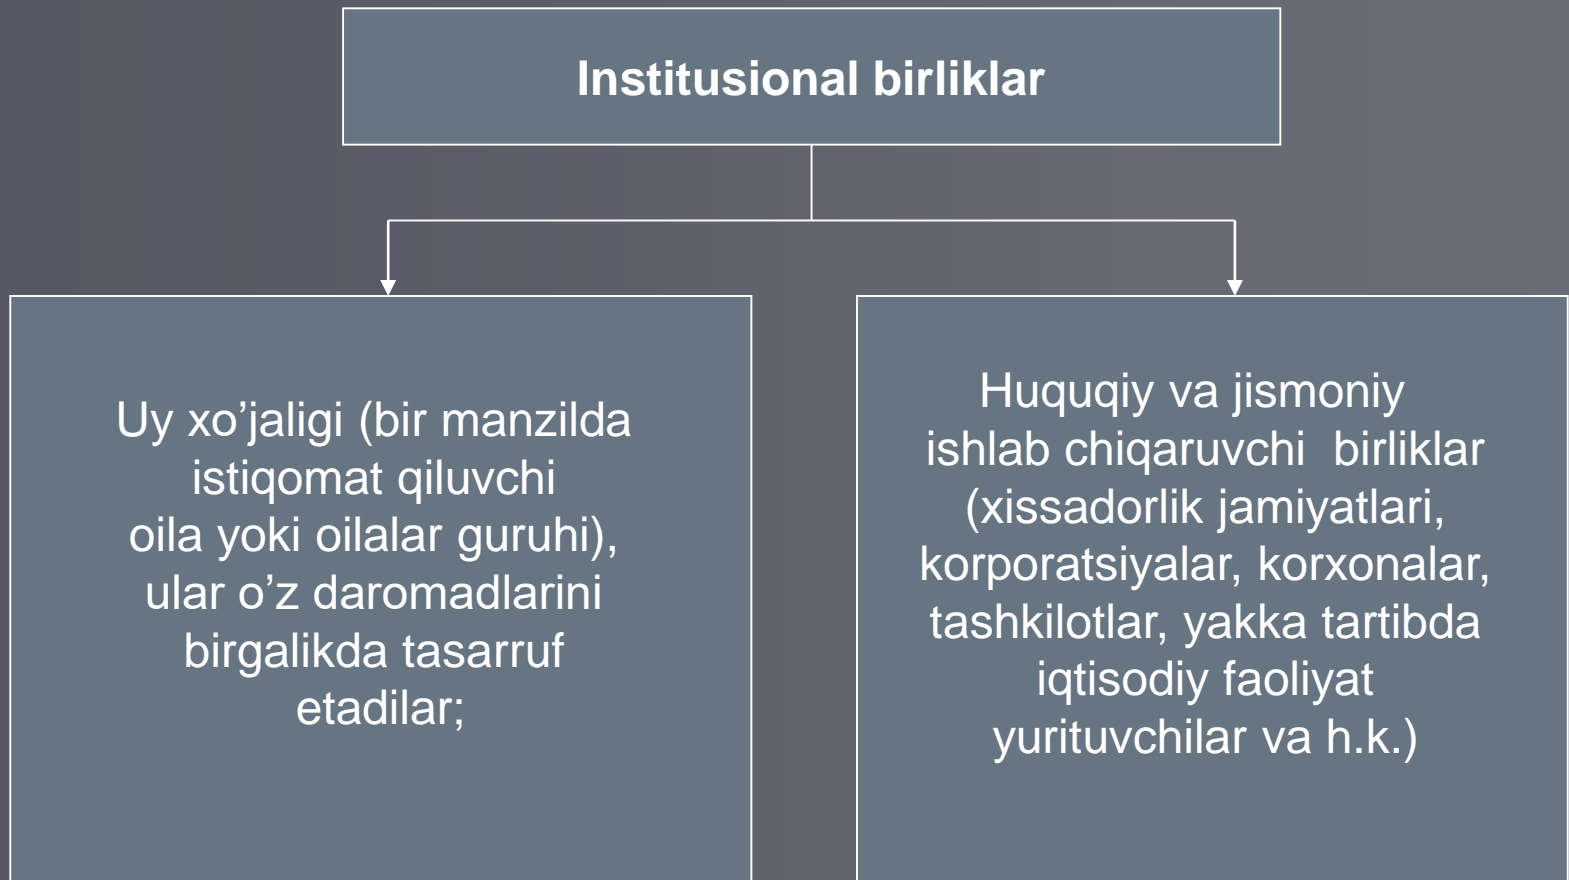 Institusional birliklar
Uy xo’jaligi (bir manzilda
istiqomat qiluvchi
oila yoki oilalar guruhi),
ular o’z daromadlarini
birgalikda tasarruf
etadilar;
Huquqiy va jismoniy
ishlab chiqaruvchi  birliklar
(xissadorlik jamiyatlari,
korporatsiyalar, korxonalar,
tashkilotlar, yakka tartibda
iqtisodiy faoliyat
yurituvchilar va h.k.)